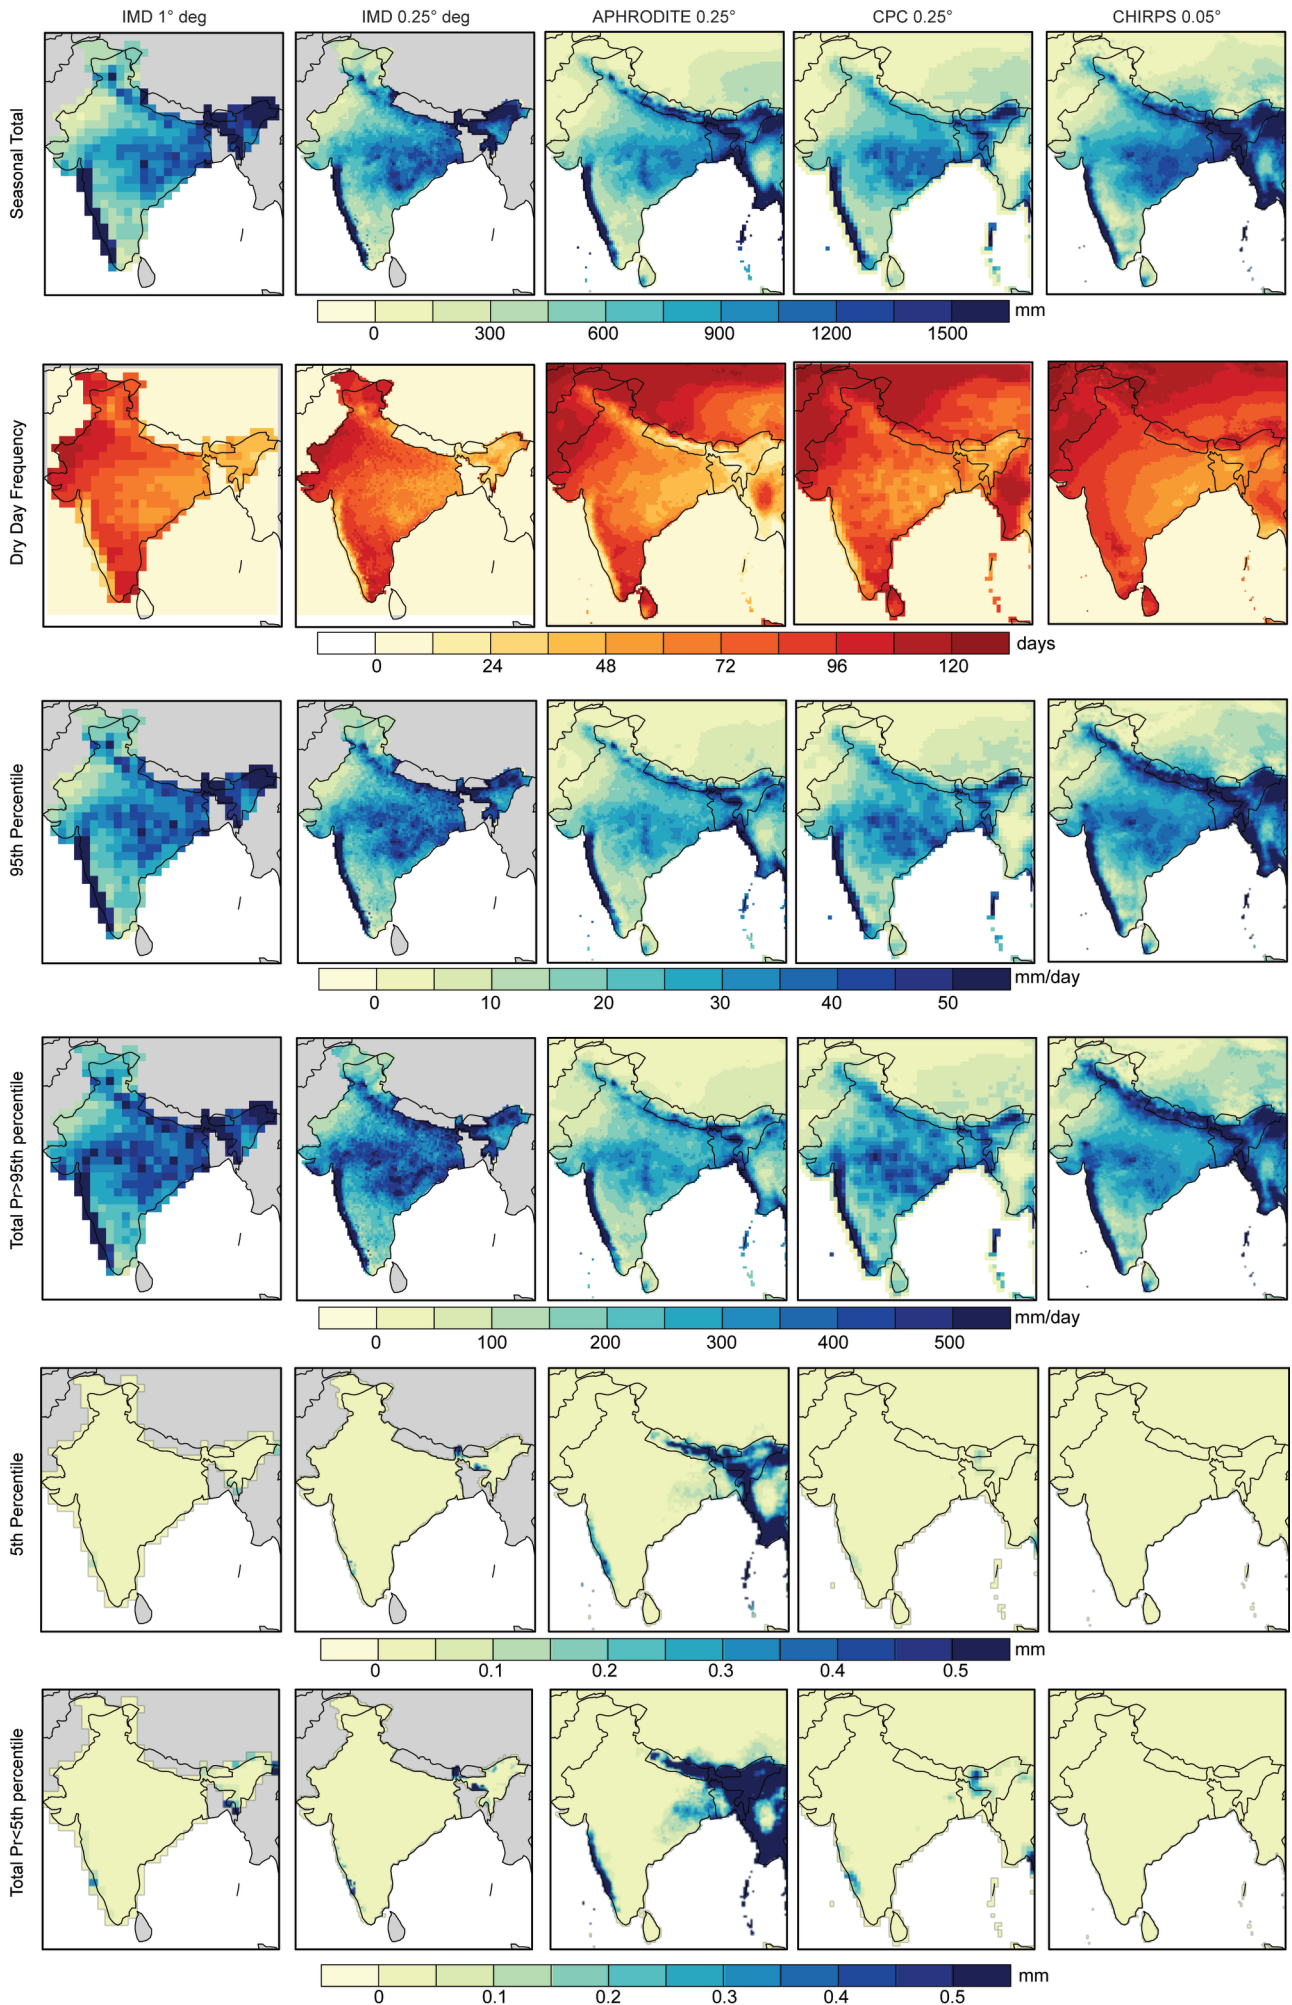 IMD 1° deg IMD 0.25° deg APHRODITE 0.25° CPC 0.25° CHIRPS 0.05°
Seasonal Total
0 300 600 900 1200 1500 mm
Dry Day Frequency
0 24 48 72 96 120 days
95th Percentile
0 10 20 30 40 50 mm/day
Total Pr>95th percentile
0 100 200 300 400 500 mm/day
5th Percentile
0 0.1 0.2 0.3 0.4 0.5 mm
Total Pr<5th percentile
0 0.1 0.2 0.3 0.4 0.5 mm